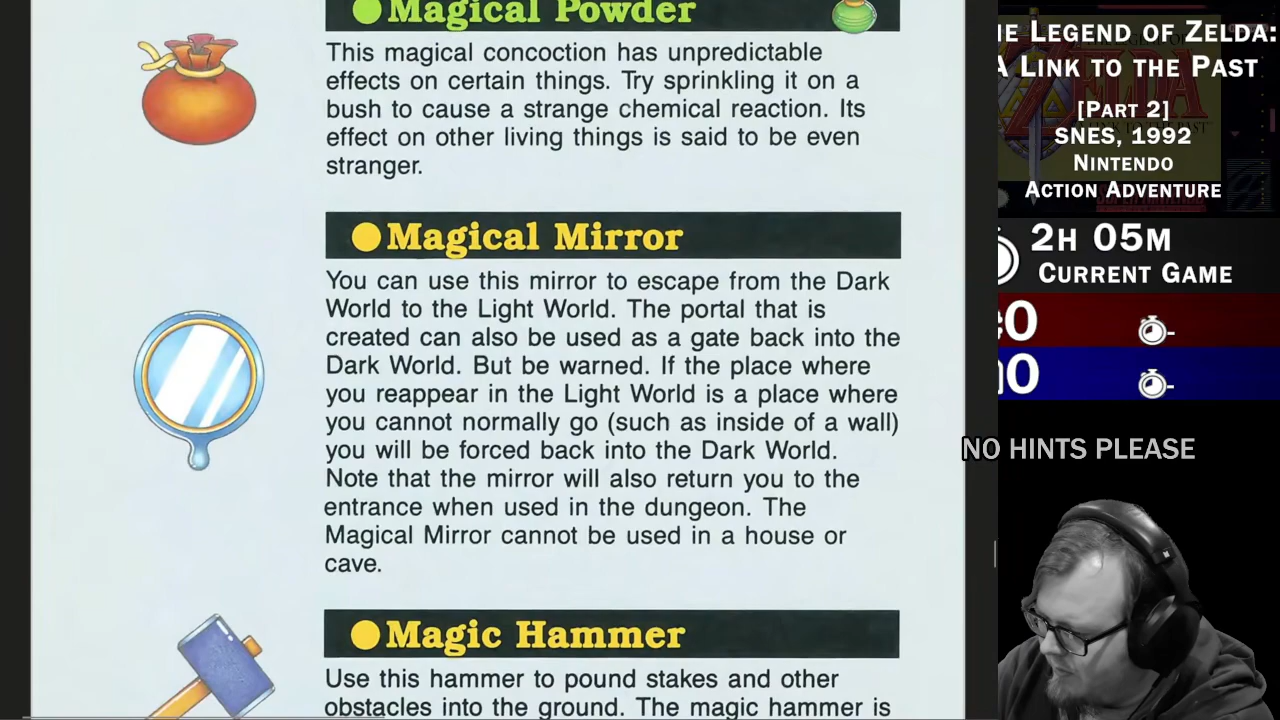 Magical Powder
This magical concoction has unpredictable
effects on certain things. Try sprinkling it on a
bush to cause a strange chemical reaction. Its
effect on other living things is said to be even
stranger.
Magical Mirror
You can use this mirror to escape from the Dark
World to the Light World. The portal that is
created can also be used as a gate back into the
Dark World. But be warned. If the place where
you reappear in the Light World is a place where
you cannot normally go (such as inside of a wall)
you will be forced back into the Dark World.
Note that the mirror will also return you to the
entrance when used in the dungeon. The
Magical Mirror cannot be used in a house or
cave.
Magic Hammer
Use this hammer to pound stakes and other
obstacles into the ground. The magic hammer is
HE LEGEND OF ZELDA:
A LINK TO THE PAST
[PART 2]
SNES, 1992
NINTENDO
ACTION ADVENTURE
2H 05M
CURRENT GAME
0
-
0
-
NO HINTS PLEASE